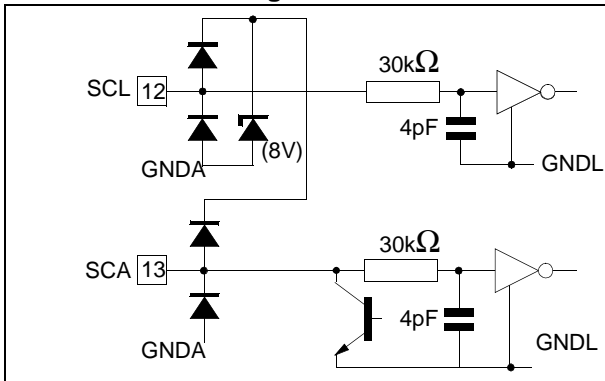 SCL 12
30kΩ
4pF
(8V)
GNDA
GNDL
SCA 13
30kΩ
4pF
GNDA
GNDL